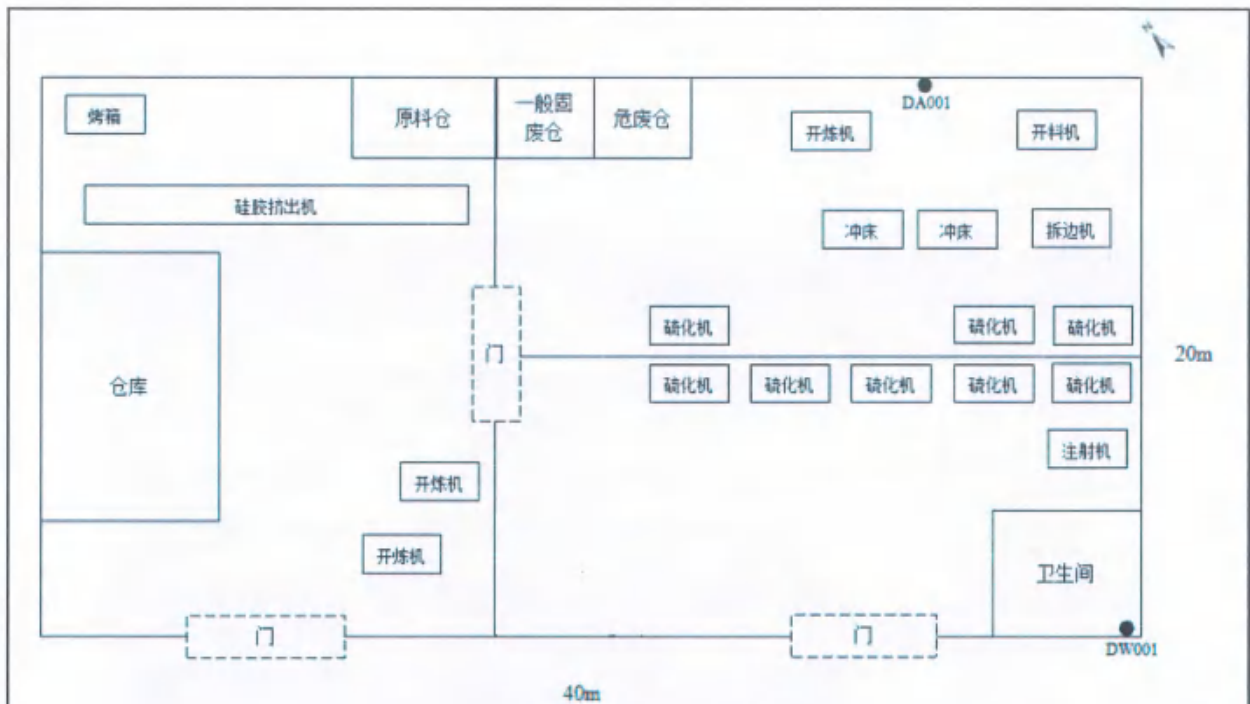 DA001
烤箱
原料仓
一般固
废仓
危废仓
开炼机
开料机
硅胶挤出机
冲床
冲床
拆边机
硫化机
硫化机
硫化机
门
20m
仓库
硫化机
硫化机
硫化机
硫化机
硫化机
注射机
开炼机
开炼机
卫生间
门
门
DW001
40m